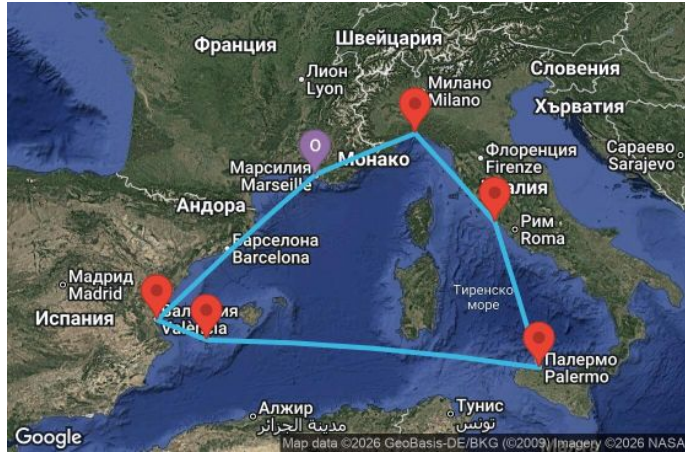 Франция
Швейцария
Словения
Лион
Lyon
Милано
Milano
Хърватия
О
Марсилия
Marseille
Монако
Флоренция
Firenze
Сараево
Sarajevo
Андора
Рим
Roma
Барселона
Barcelona
Мадрид
Madrid
Испания
València
Тиренско
море
Палермо
Palermo
Алжир
مدينة الجزائر
Тунис
تونس
Google
Map data ©2026 GeoBasis-DE/BKG (©2009) Imagery ©2026 NASA